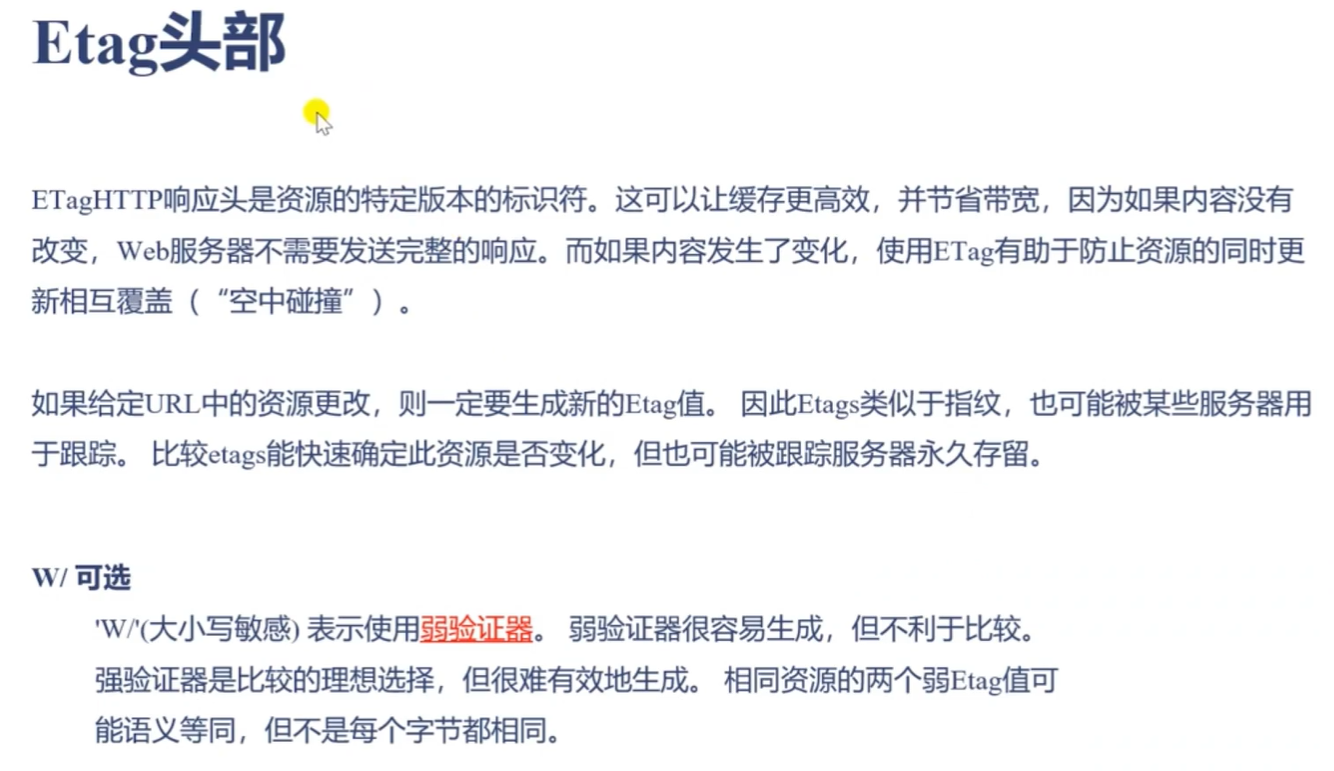 Etag头部
ETagHTTP响应头是资源的特定版本的标识符。这可以让缓存更高效，并节省带宽，因为如果内容没有
改变，Web服务器不需要发送完整的响应。而如果内容发生了变化，使用ETag有助于防止资源的同时更
新相互覆盖（“空中碰撞”）。
如果给定URL中的资源更改，则一定要生成新的Etag值。 因此Etags类似于指纹，也可能被某些服务器用
于跟踪。 比较etags能快速确定此资源是否变化，但也可能被跟踪服务器永久存留。
W/ 可选
'W/'(大小写敏感) 表示使用弱验证器。 弱验证器很容易生成，但不利于比较。
强验证器是比较的理想选择，但很难有效地生成。 相同资源的两个弱Etag值可
能语义等同，但不是每个字节都相同。